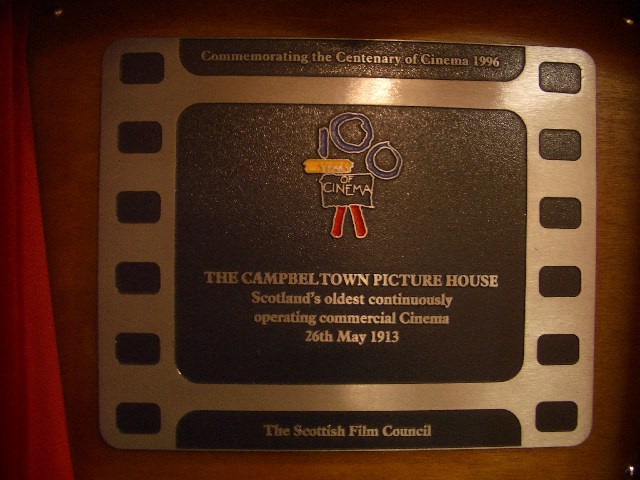 Commemorating the Centenary of Cinema 1996
100
YEARS
OF
CINEMA
THE CAMPBELTOWN PICTURE HOUSE
Scotland's oldest continuously
operating commercial Cinema
26th May 1913
The Scottish Film Council